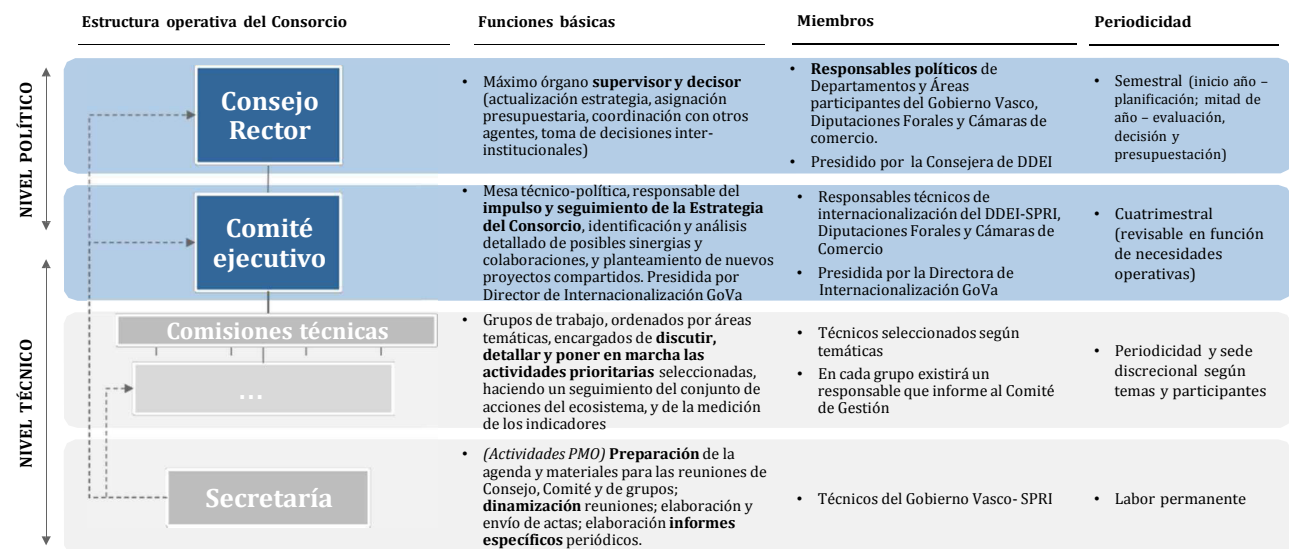 Estructura operativa del Consorcio
Funciones básicas
Miembros
Periodicidad
NIVEL POLÍTICO
Consejo
Rector
• Máximo órgano supervisor y decisor
(actualización estrategia, asignación
presupuestaria, coordinación con otros
agentes, toma de decisiones inter-
institucionales)
• Responsables políticos de
Departamentos y Áreas
participantes del Gobierno Vasco,
Diputaciones Forales y Cámaras de
comercio.
• Presidido por la Consejera de DDEI
• Semestral (inicio año –
planificación; mitad de
año – evaluación,
decisión y
presupuestación)
Comité
ejecutivo
• Mesa técnico-política, responsable del
impulso y seguimiento de la Estrategia
del Consorcio, identificación y análisis
detallado de posibles sinergias y
colaboraciones, y planteamiento de nuevos
proyectos compartidos. Presidida por
Director de Internacionalización GoVa
• Responsables técnicos de
internacionalización del DDEI-SPRI,
Diputaciones Forales y Cámaras de
Comercio
• Presidida por la Directora de
Internacionalización GoVa
• Cuatrimestral
(revisable en función
de necesidades
operativas)
NIVEL TÉCNICO
Comisiones técnicas
...
• Grupos de trabajo, ordenados por áreas
temáticas, encargados de discutir,
detallar y poner en marcha las
actividades prioritarias seleccionadas,
haciendo un seguimiento del conjunto de
acciones del ecosistema, y de la medición
de los indicadores
• Técnicos seleccionados según
temáticas
• En cada grupo existirá un
responsable que informe al Comité
de Gestión
• Periodicidad y sede
discrecional según
temas y participantes
Secretaría
• (Actividades PMO) Preparación de la
agenda y materiales para las reuniones de
Consejo, Comité y de grupos;
dinamización reuniones; elaboración y
envío de actas; elaboración informes
específicos periódicos.
• Técnicos del Gobierno Vasco- SPRI
• Labor permanente